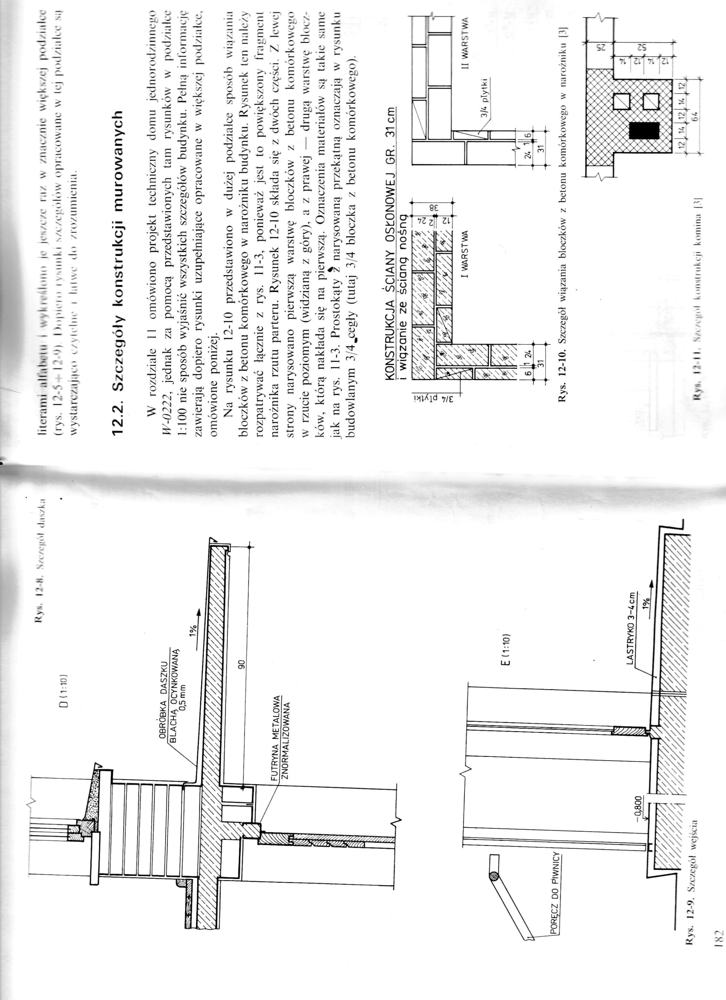 Rys. 12-8. Szczegół daszka
D (1:10)
OBRÓBKA DASZKU
BLACHĄ OCYNKOWANĄ
0,5 mm
1%
90
FUTRYNA METALOWA
ZNORMALIZOWANA
E (1:10)
LASTRYKO 3-4 cm
1%
-0,800
PORĘCZ DO PIWNICY
Rys. 12-9. Szczegół wejścia
182
literami alfabetu i wykreślono je jeszcze raz w znacznie większej podziałce
(rys. 12-5÷12-9). Dopiero rysunki szczegółów opracowane w tej podziałce są
wystarczająco czytelne i łatwe do zrozumienia.
12.2. Szczegóły konstrukcji murowanych
W rozdziale 11 omówiono projekt techniczny domu jednorodzinnego
W-0222, jednak za pomocą przedstawionych tam rysunków w podziałce
1:100 nie sposób wyjaśnić wszystkich szczegółów budynku. Pełną informację
zawierają dopiero rysunki uzupełniające opracowane w większej podziałce,
omówione poniżej.
Na rysunku 12-10 przedstawiono w dużej podziałce sposób wiązania
bloczków z betonu komórkowego w narożniku budynku. Rysunek ten należy
rozpatrywać łącznie z rys. 11-3, ponieważ jest to powiększony fragment
narożnika rzutu parteru. Rysunek 12-10 składa się z dwóch części. Z lewej
strony narysowano pierwszą warstwę bloczków z betonu komórkowego
w rzucie poziomym (widzianą z góry), a z prawej — drugą warstwę blocz-
ków, którą nakłada się na pierwszą. Oznaczenia materiałów są takie same
jak na rys. 11-3. Prostokąty z narysowaną przekątną oznaczają w rysunku
budowlanym 3/4 cegły (tutaj 3/4 bloczka z betonu komórkowego).
KONSTRUKCJA ŚCIANY OSŁONOWEJ GR. 31 cm
i wiązanie ze ścianą nośną
3/4 płytki
6 1 24
31
24 2 12
38
I WARSTWA
24 1 6
31
3/4 płytki
II WARSTWA
Rys. 12-10. Szczegół wiązania bloczków z betonu komórkowego w narożniku [3]
25
52
14 12 14 12
12 14 12 14 12
64
Rys. 12-11. Szczegół konstrukcji komina [3]